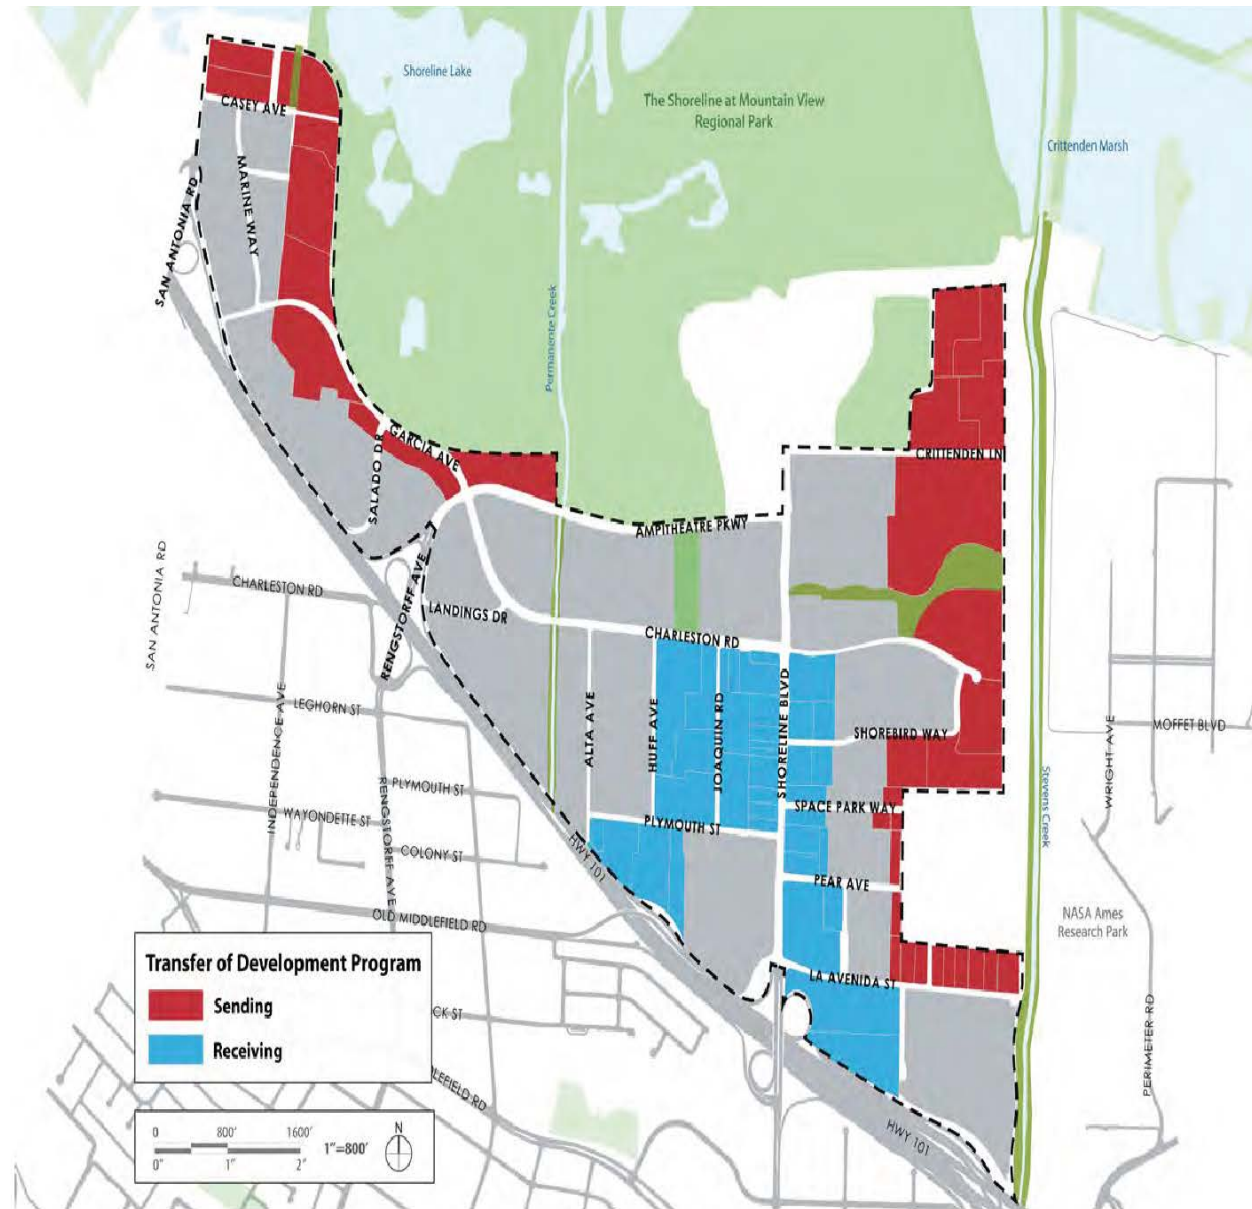 Shoreline Lake
The Shoreline at Mountain View
Regional Park
Crittenden Marsh
CASEY AVE
MARINE WAY
SAN ANTONIA RD
Permanente Creek
GARCIA AVE
SALADO DR
CRITTENDEN LN
AMPITHEATRE PKWY
SAN ANTONIA RD
CHARLESTON RD
RENGSTORFF AVE
LANDINGS DR
CHARLESTON RD
LEGHORN ST
INDEPENDENCE AVE
ALTA AVE
HUFF AVE
JOAQUIN RD
SHORELINE BLVD
SHOREBIRD WAY
MOFFET BLVD
WRIGHT AVE
PLYMOUTH ST
RENGSTORFF AVE
WAYONDETTE ST
COLONY ST
PLYMOUTH ST
SPACE PARK WAY
Stevens Creek
HWY 101
PEAR AVE
OLD MIDDLEFIELD RD
NASA Ames
Research Park
LA AVENIDA ST
PERIMETER RD
Transfer of Development Program
Sending
Receiving
CK ST
DLEFIELD RD
HWY 101
0 800' 1600'
0" 1" 2"
1"=800'
N